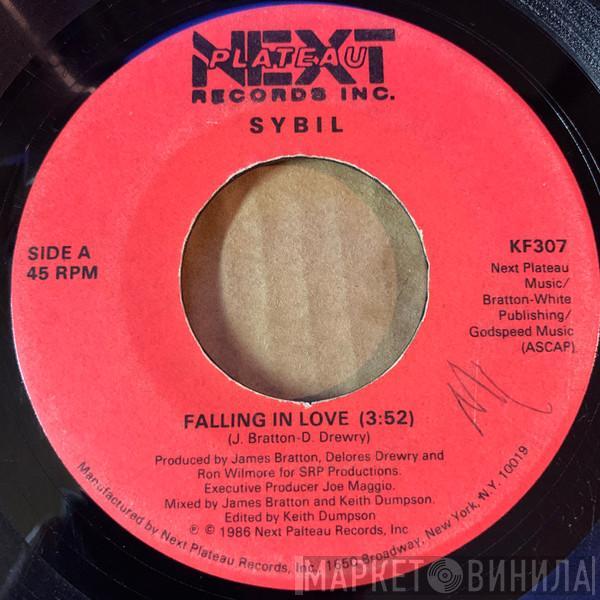 NEXT
PLATEAU
RECORDS INC.
SYBIL
SIDE A
45 RPM
KF307
Next Plateau
Music/
Bratton-White
Publishing/
Godspeed Music
(ASCAP)
FALLING IN LOVE (3:52)
(J. Bratton-D. Drewry)
Produced by James Bratton, Delores Drewry and
Ron Wilmore for SRP Productions.
Executive Producer Joe Maggio.
Mixed by James Bratton and Keith Dumpson.
Edited by Keith Dumpson
℗ © 1986 Next Palteau Records, Inc
Manufactured by Next Plateau Records, Inc., 1650 Broadway, New York, N.Y. 10019
МАРКЕТ ВИНИЛА